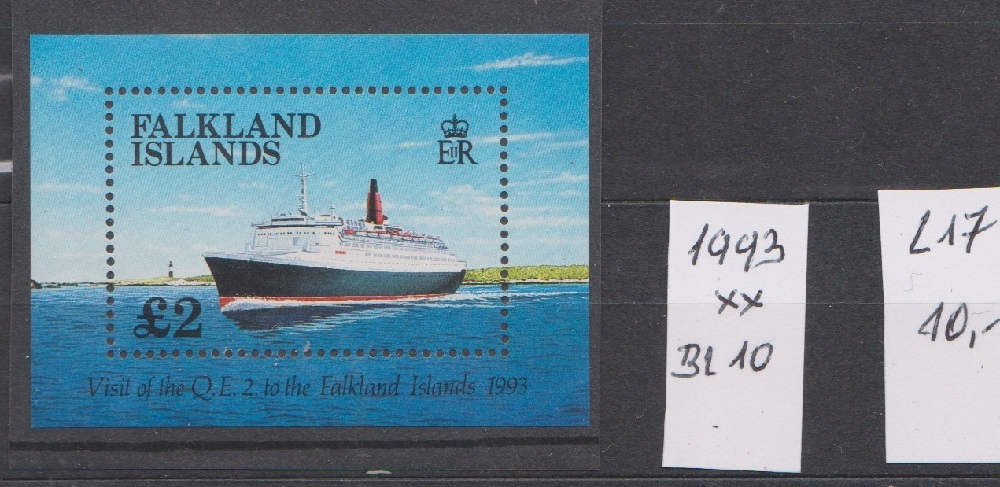 FALKLAND
ISLANDS
EIIR
£2
Visit of the Q.E.2. to the Falkland Islands 1993
1993
xx
Bl 10
L17
10,-